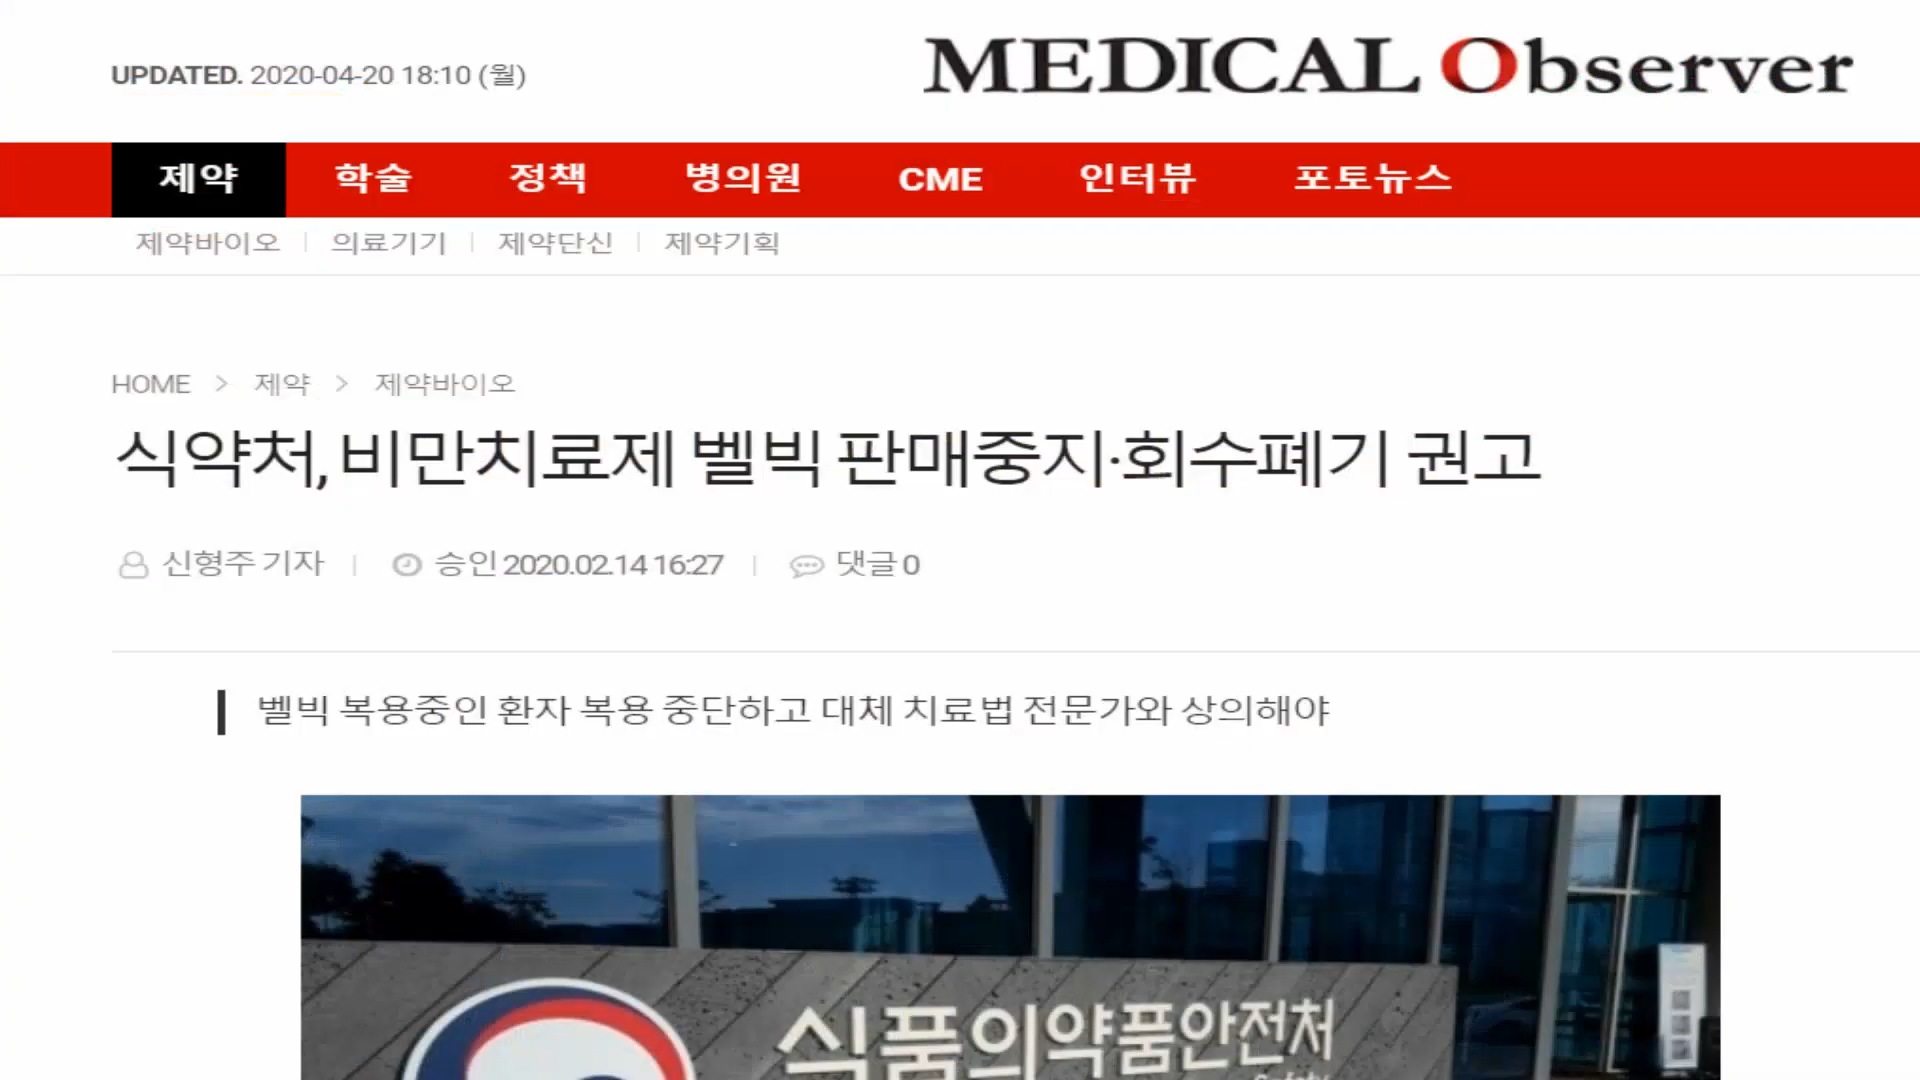 UPDATED. 2020-04-20 18:10 (월)
MEDICAL Observer
제약 학술 정책 병의원 CME 인터뷰 포토뉴스
제약바이오 의료기기 제약단신 제약기획
HOME > 제약 > 제약바이오
식약처, 비만치료제 벨빅 판매중지·회수폐기 권고
신형주 기자 승인 2020.02.14 16:27 댓글 0
벨빅 복용중인 환자 복용 중단하고 대체 치료법 전문가와 상의해야
식품의약품안전처